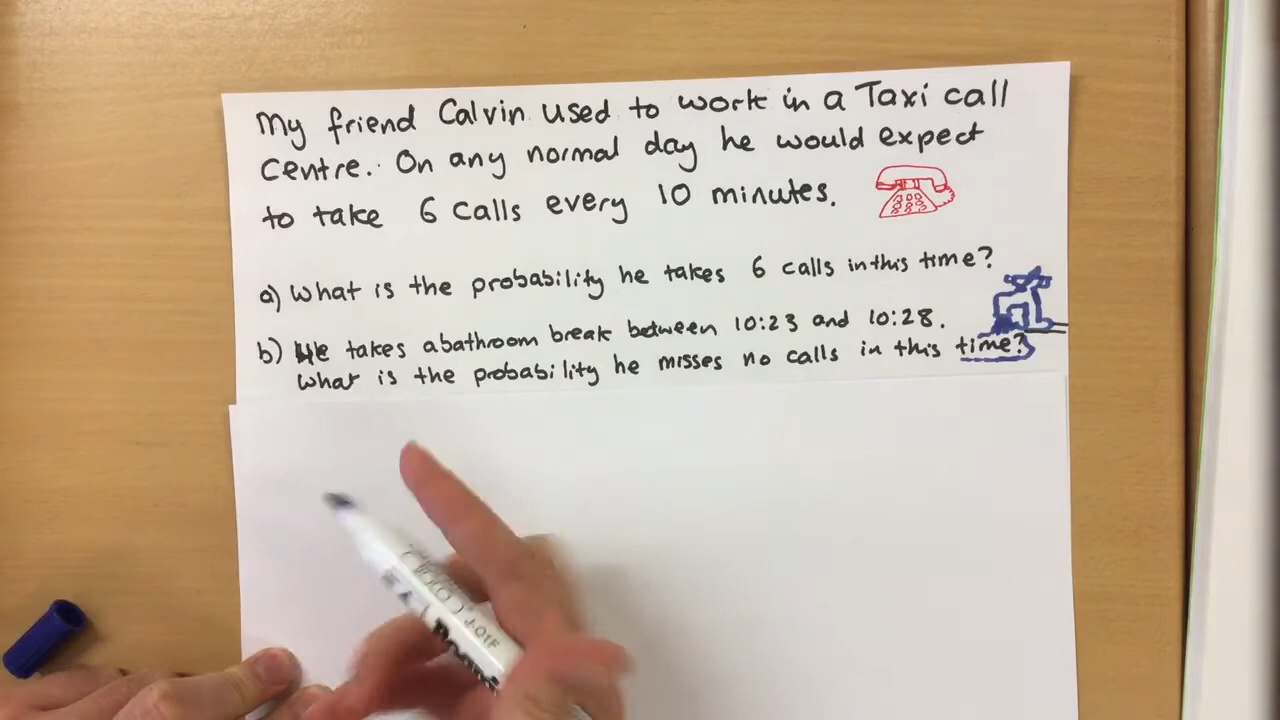 My friend Calvin used to work in a Taxi call
centre. On any normal day he would expect
to take 6 calls every 10 minutes.
a) What is the probability he takes 6 calls in this time?
b) He takes a bathroom break between 10:23 and 10:28.
What is the probability he misses no calls in this time?